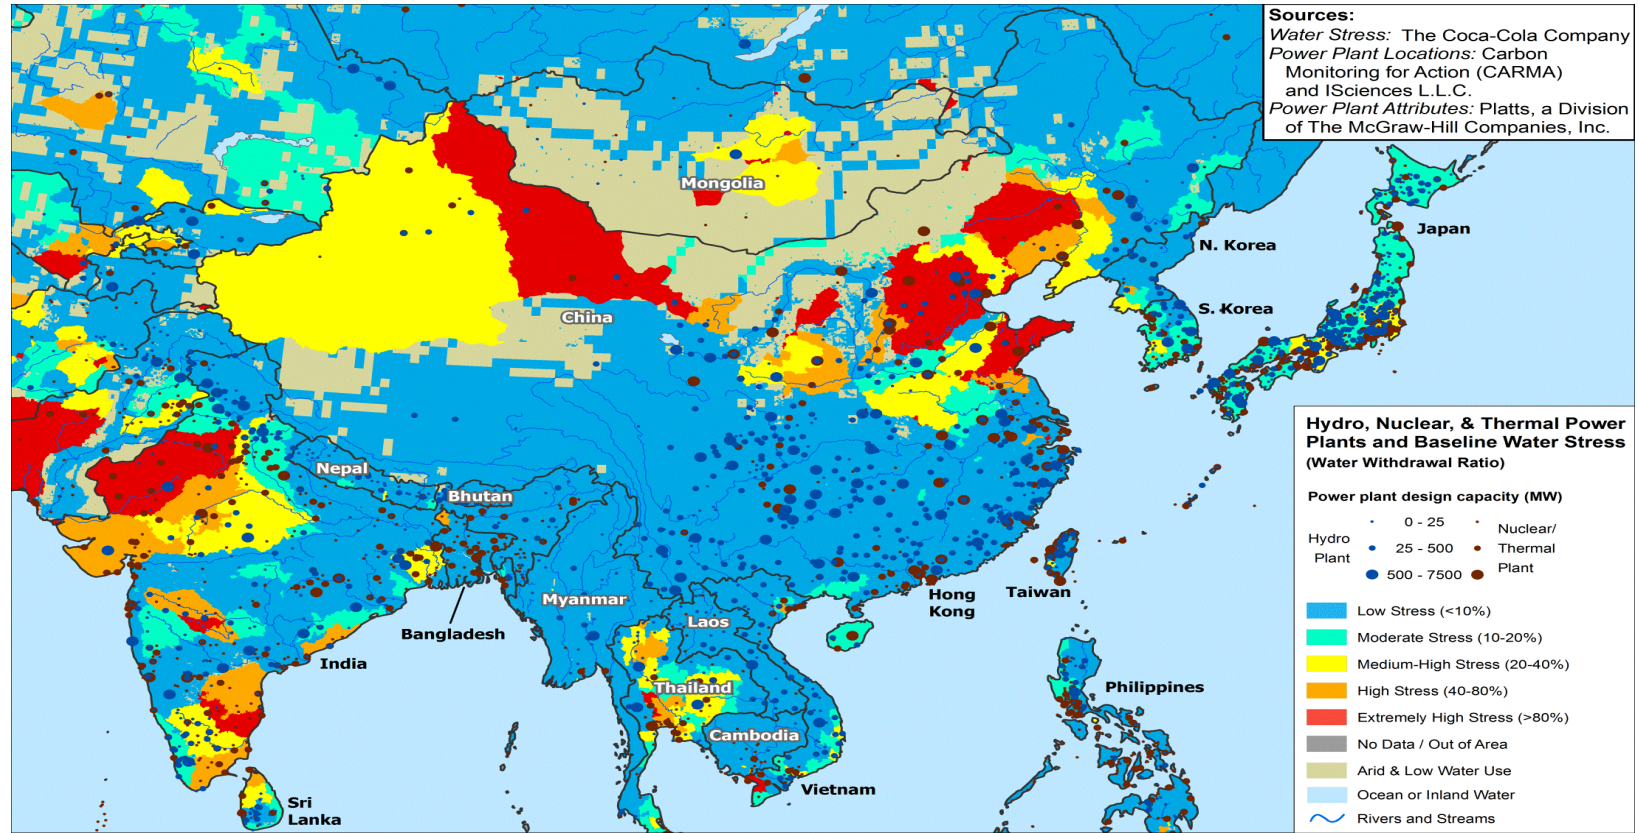 Sources:
Water Stress: The Coca-Cola Company
Power Plant Locations: Carbon
Monitoring for Action (CARMA)
and ISciences L.L.C.
Power Plant Attributes: Platts, a Division
of The McGraw-Hill Companies, Inc.
Mongolia
Japan
N. Korea
S. Korea
China
Nepal
Bhutan
Myanmar
Hong
Kong
Taiwan
Laos
Bangladesh
India
Thailand
Philippines
Cambodia
Vietnam
Sri
Lanka
Hydro, Nuclear, & Thermal Power
Plants and Baseline Water Stress
(Water Withdrawal Ratio)
Power plant design capacity (MW)
Hydro
Plant
0 - 25
25 - 500
500 - 7500
Nuclear/
Thermal
Plant
Low Stress (<10%)
Moderate Stress (10-20%)
Medium-High Stress (20-40%)
High Stress (40-80%)
Extremely High Stress (>80%)
No Data / Out of Area
Arid & Low Water Use
Ocean or Inland Water
Rivers and Streams